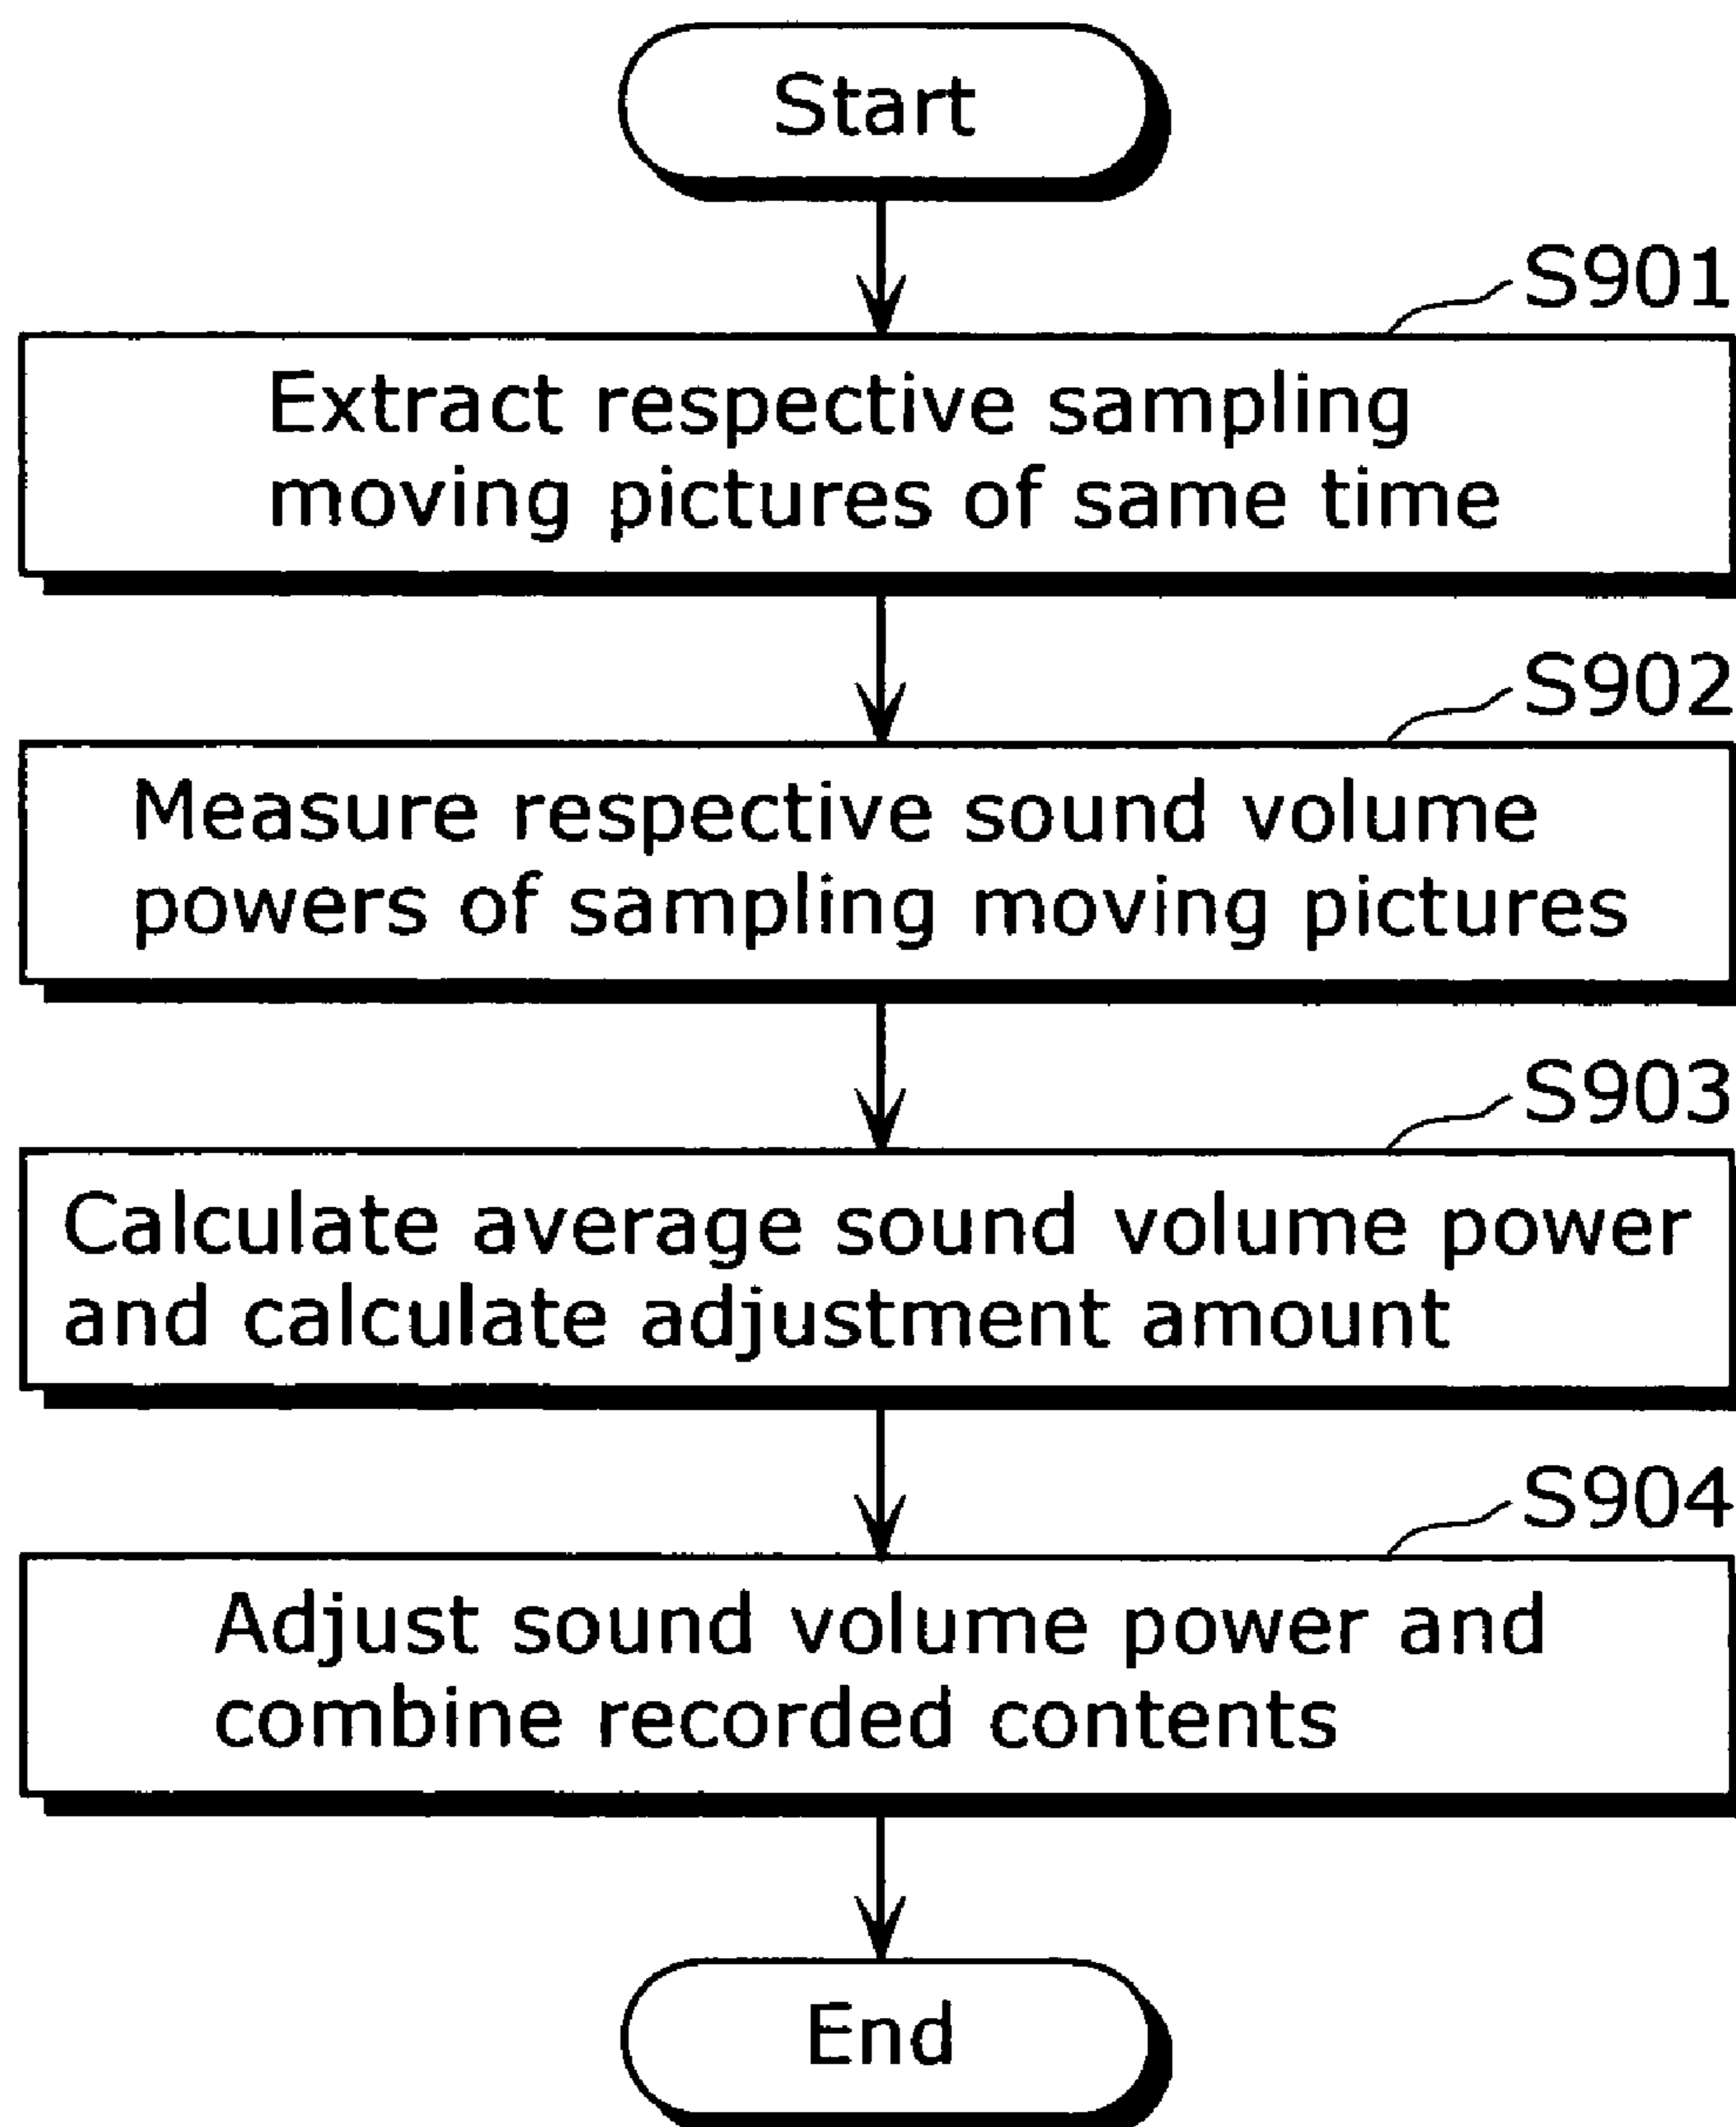 Start
S901
Extract respective sampling
moving pictures of same time
S902
Measure respective sound volume
powers of sampling moving pictures
S903
Calculate average sound volume power
and calculate adjustment amount
S904
Adjust sound volume power and
combine recorded contents
End